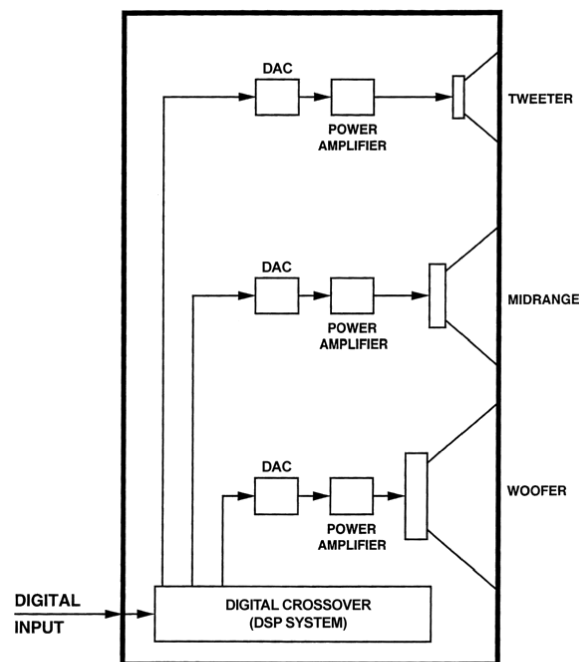 DAC
POWER
AMPLIFIER
TWEETER
DAC
POWER
AMPLIFIER
MIDRANGE
DAC
POWER
AMPLIFIER
WOOFER
DIGITAL
INPUT
DIGITAL CROSSOVER
(DSP SYSTEM)